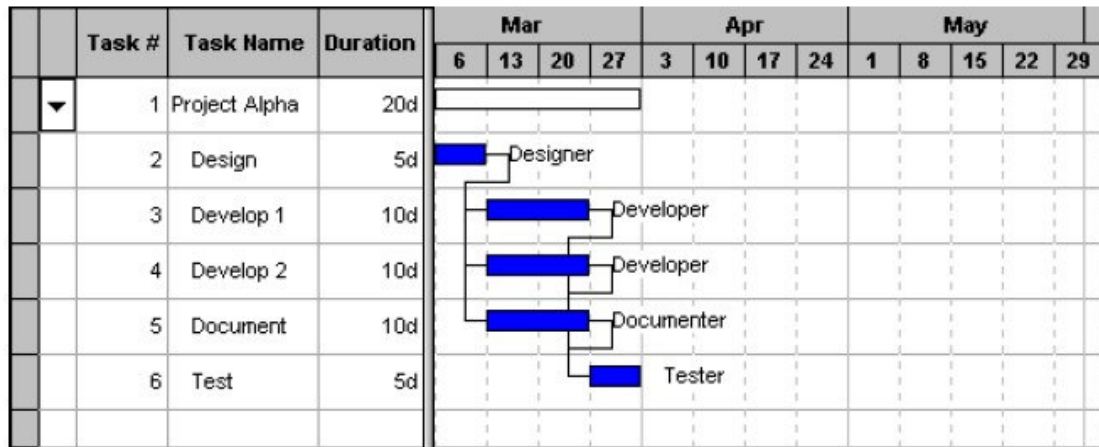 Task # Task Name Duration Mar Apr May
6 13 20 27 3 10 17 24 1 8 15 22 29
1 Project Alpha 20d
2 Design 5d Designer
3 Develop 1 10d Developer
4 Develop 2 10d Developer
5 Document 10d Documenter
6 Test 5d Tester